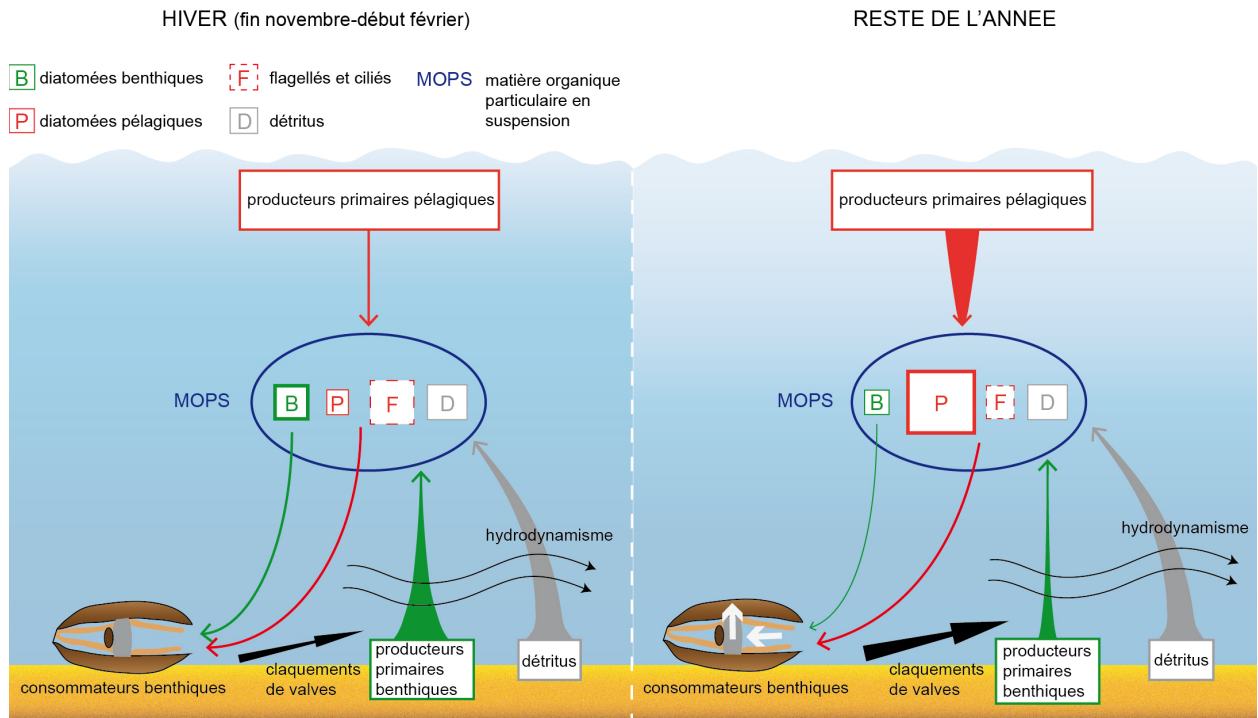 HIVER (fin novembre-début février)
RESTE DE L'ANNEE
B diatomées benthiques
F flagellés et ciliés
MOPS matière organique
particulaire en
suspension
P diatomées pélagiques
D détritus
producteurs primaires pélagiques
MOPS
B
P
F
D
hydrodynamisme
consommateurs benthiques
claquements
de valves
producteurs
primaires
benthiques
détritus
producteurs primaires pélagiques
MOPS
B
P
F
D
hydrodynamisme
consommateurs benthiques
claquements
de valves
producteurs
primaires
benthiques
détritus